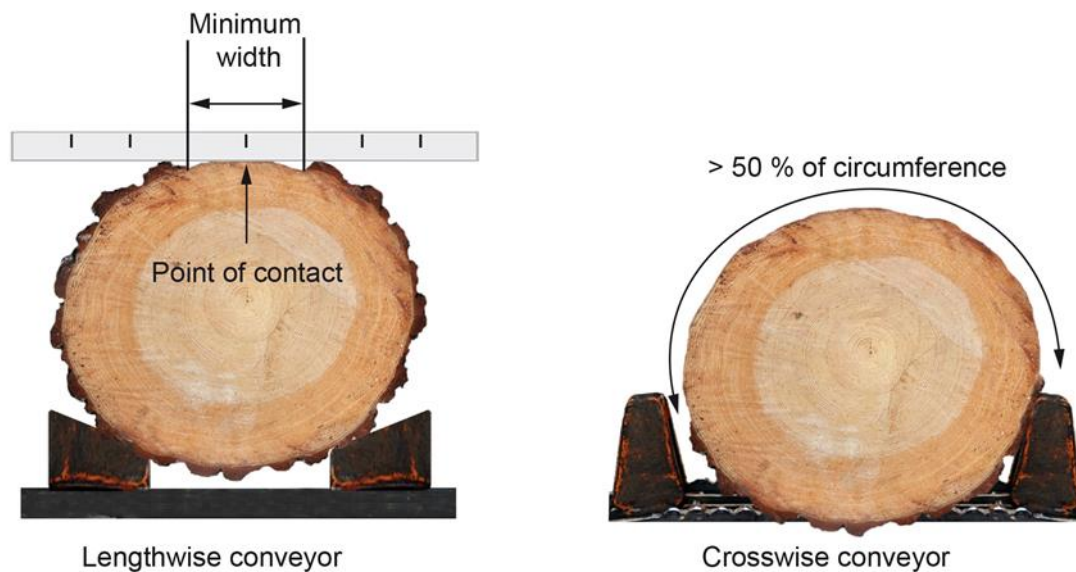 Minimum
width
> 50 % of circumference
Point of contact
Lengthwise conveyor
Crosswise conveyor